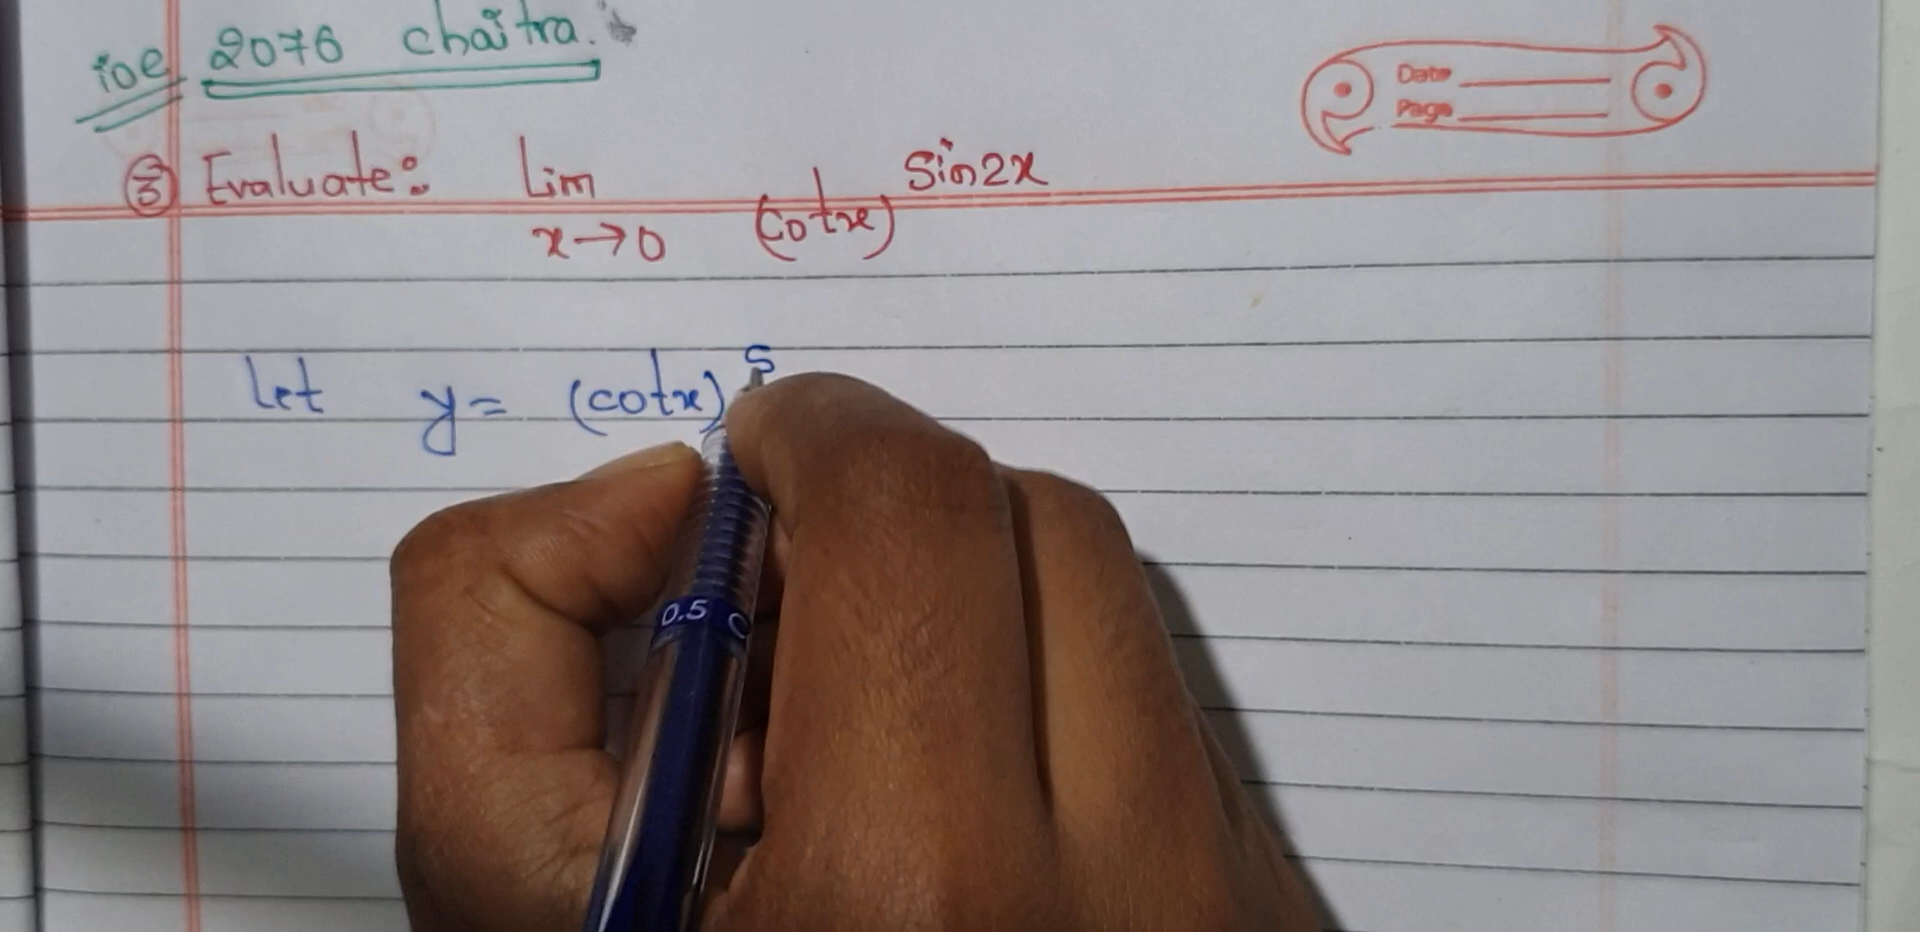 ioe 2076 chaitra.
Date
Page
③ Evaluate: Lim x→0 (cotx)^Sin2x
Let y = (cotx)^S
0.5